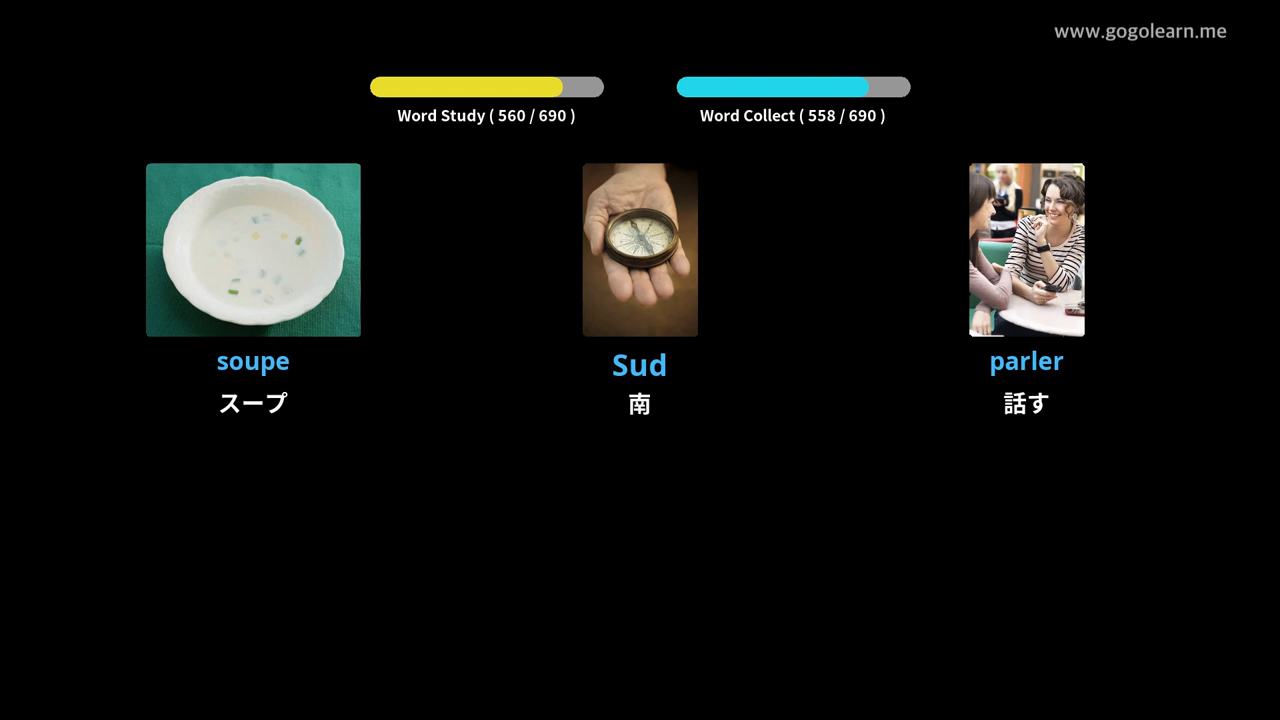 www.gogolearn.me
Word Study ( 560 / 690 )
Word Collect ( 558 / 690 )
soupe
スープ
Sud
南
parler
話す